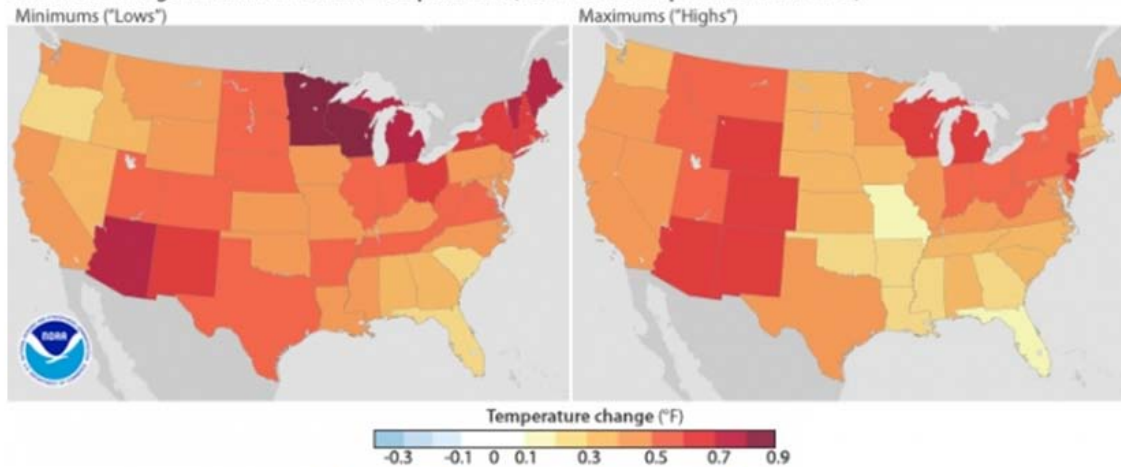 Minimums ("Lows")
Maximums ("Highs")
NOAA
Temperature change (°F)
-0.3 -0.1 0 0.1 0.3 0.5 0.7 0.9